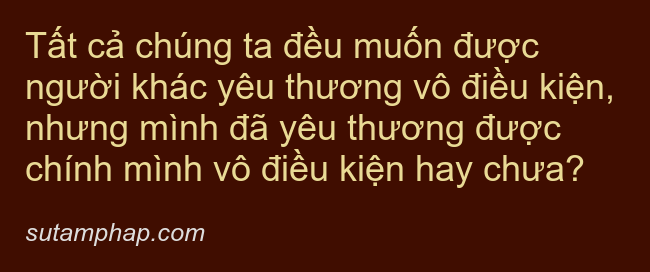 Tất cả chúng ta đều muốn được
người khác yêu thương vô điều kiện,
nhưng mình đã yêu thương được
chính mình vô điều kiện hay chưa?
sutamphap.com